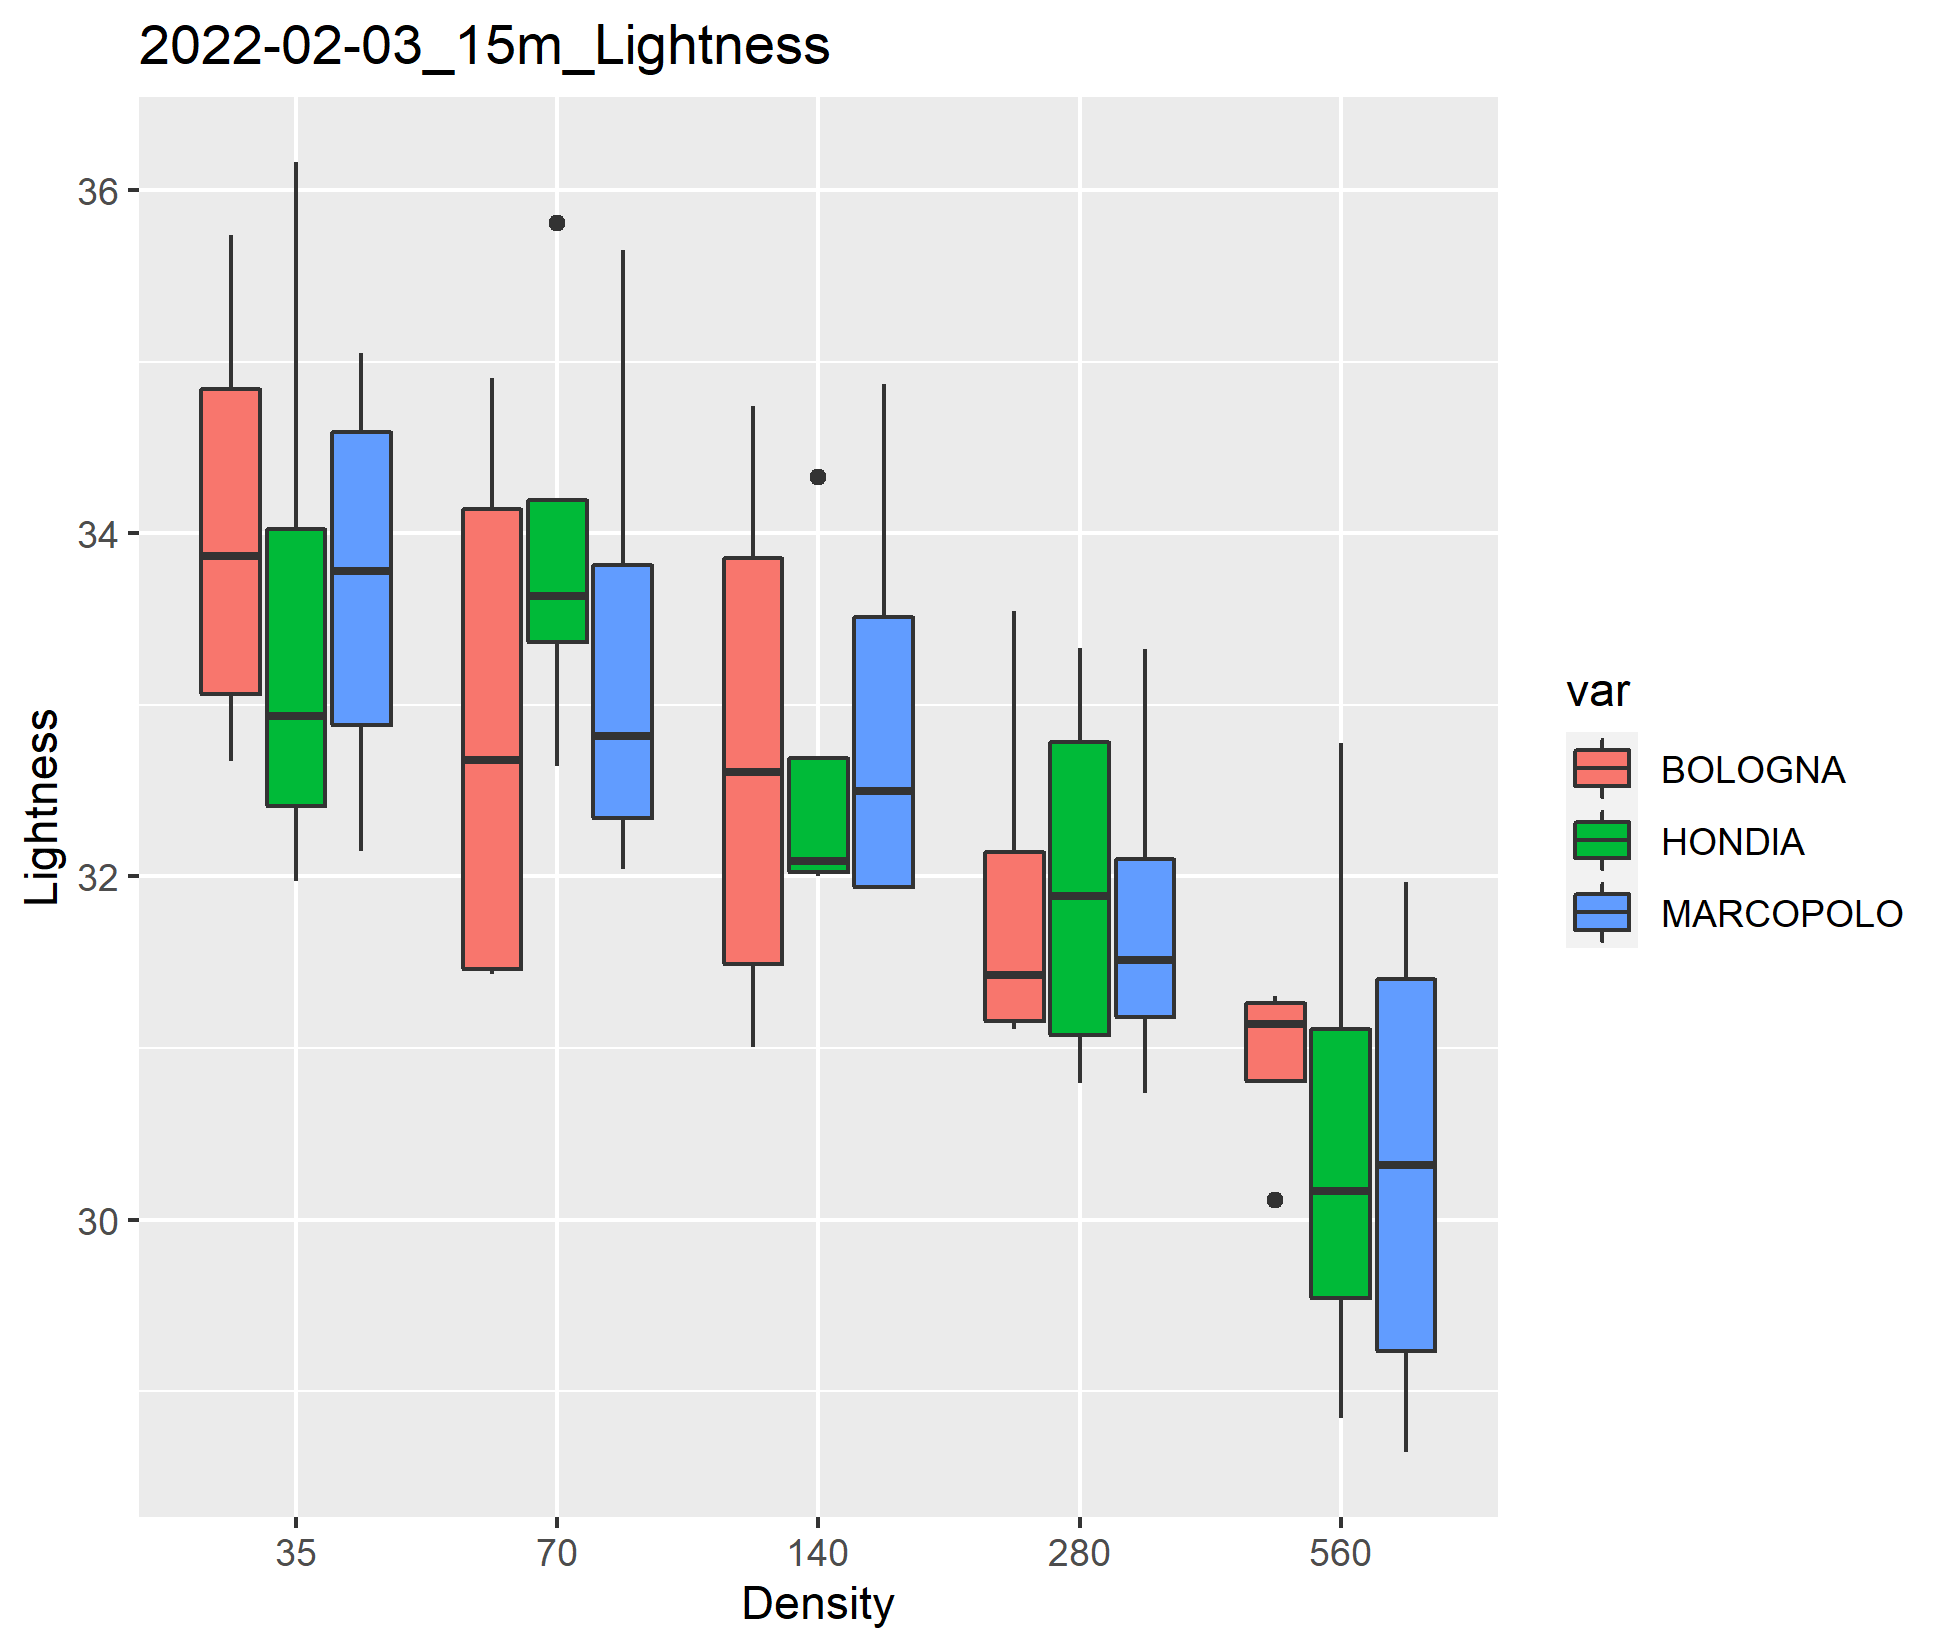 2022-02-03_15m_Lightness
36
34
32
30
Lightness
35 70 140 280 560
Density
var
BOLOGNA
HONDIA
MARCOPOLO